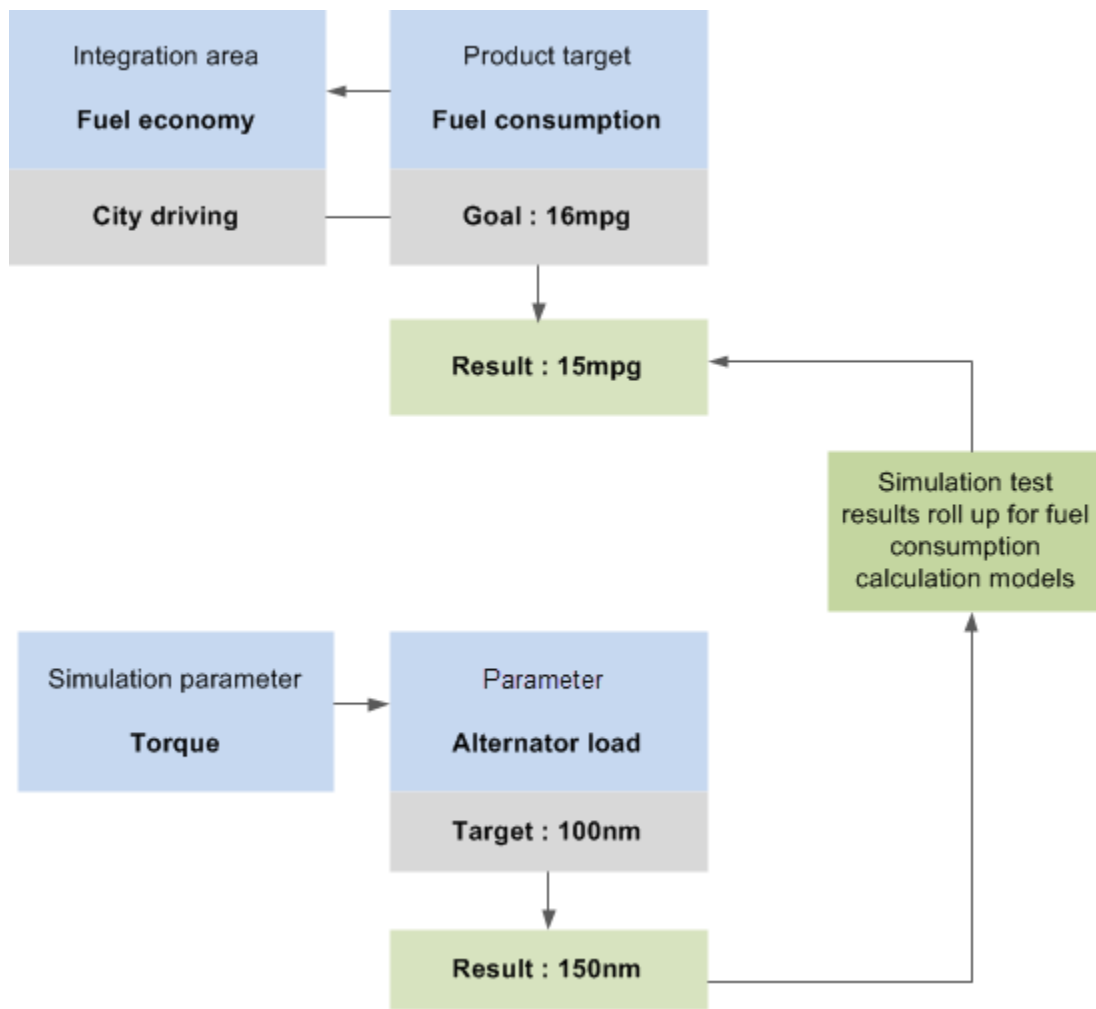 Integration area
Fuel economy
City driving
Product target
Fuel consumption
Goal : 16mpg
Result : 15mpg
Simulation test
results roll up for fuel
consumption
calculation models
Simulation parameter
Torque
Parameter
Alternator load
Target : 100nm
Result : 150nm